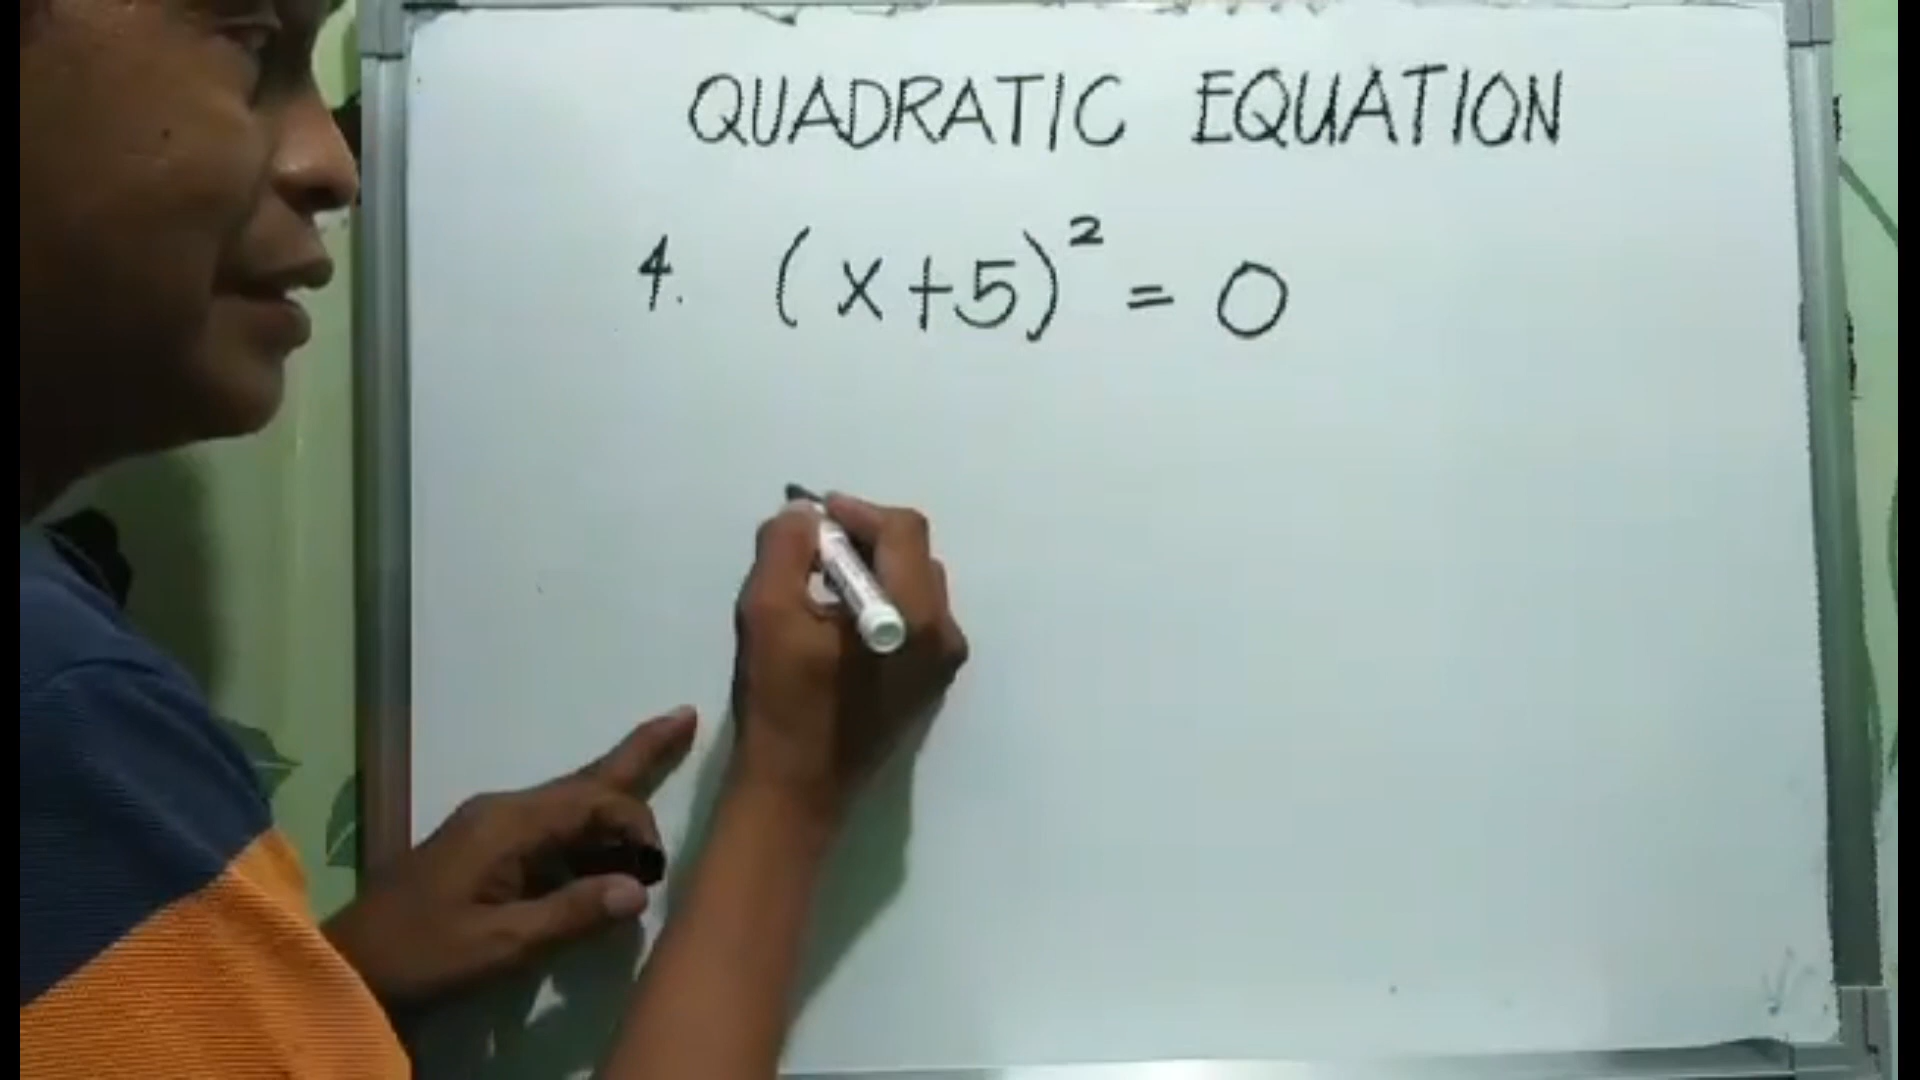 QUADRATIC EQUATION
4. (x+5)² = 0